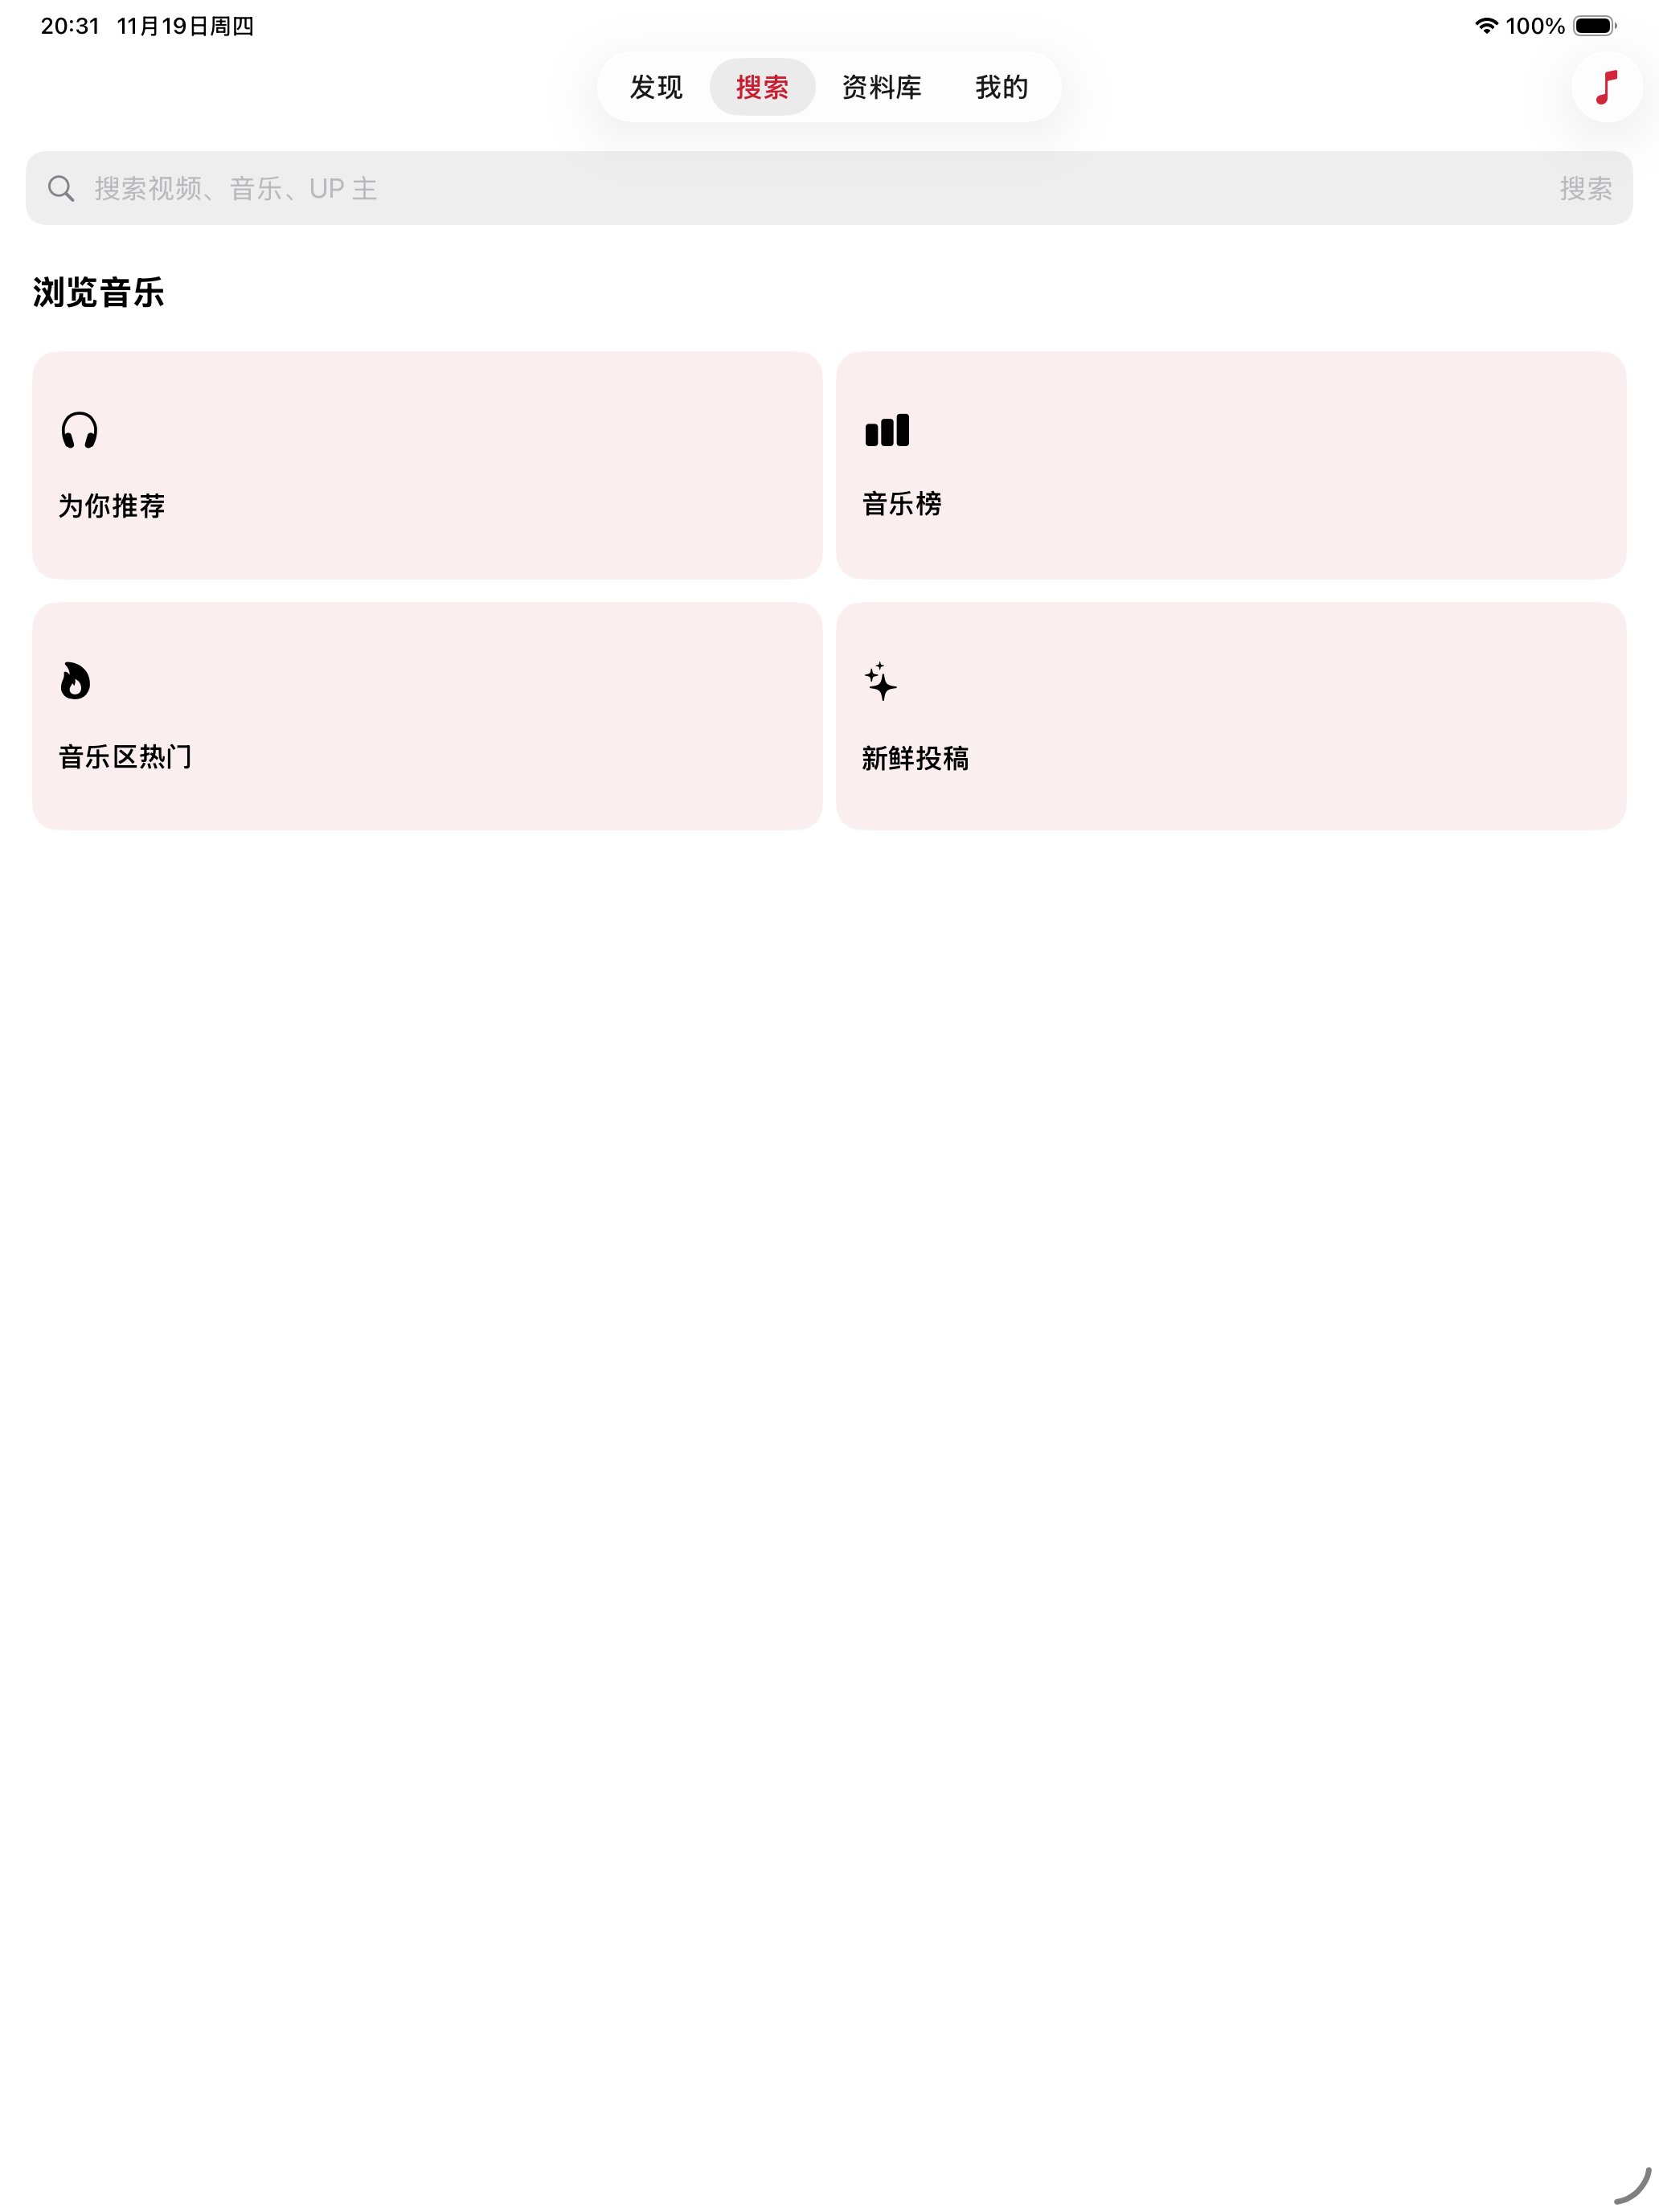 20:31 11月19日周四 100%
发现 搜索 资料库 我的
搜索视频、音乐、UP 主 搜索
浏览音乐
为你推荐
音乐榜
音乐区热门
新鲜投稿